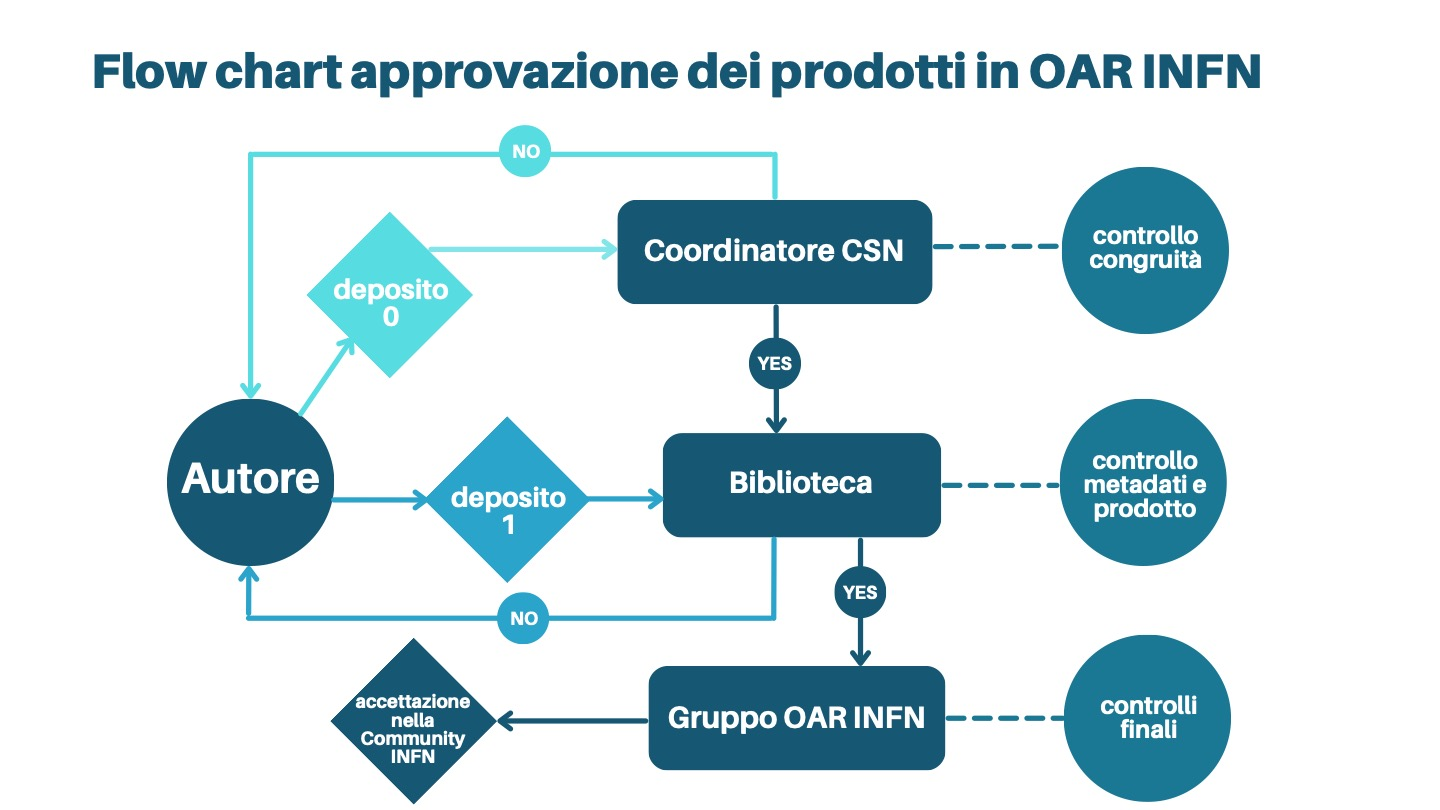 Flow chart approvazione dei prodotti in OAR INFN
NO
deposito
0
Coordinatore CSN
controllo
congruità
YES
Autore
deposito
1
Biblioteca
controllo
metadati e
prodotto
NO
YES
accettazione
nella
Community
INFN
Gruppo OAR INFN
controlli
finali